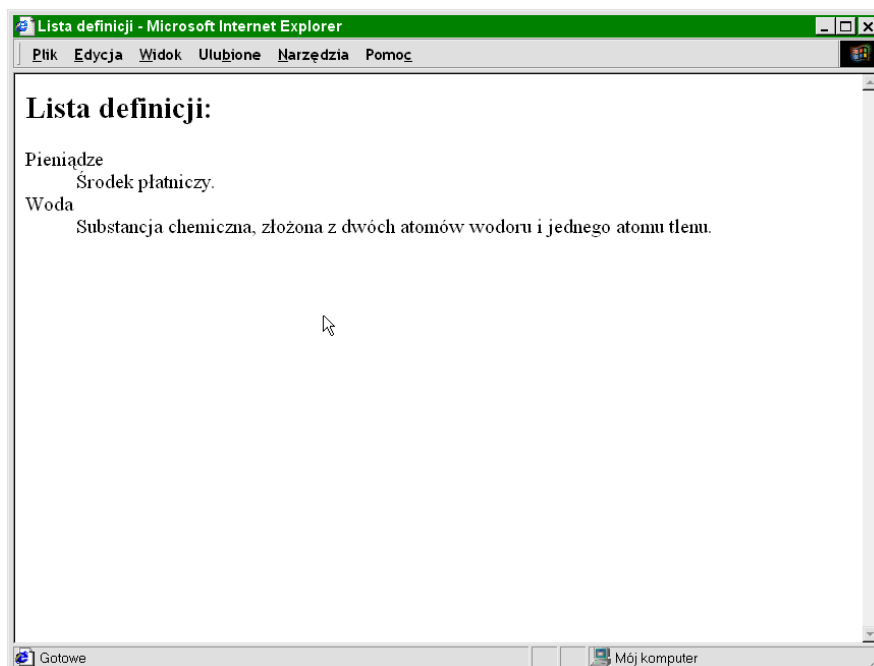 Lista definicji - Microsoft Internet Explorer
Plik Edycja Widok Ulubione Narzędzia Pomoc
Lista definicji:
Pieniądze
Środek płatniczy.
Woda
Substancja chemiczna, złożona z dwóch atomów wodoru i jednego atomu tlenu.
Gotowe Mój komputer